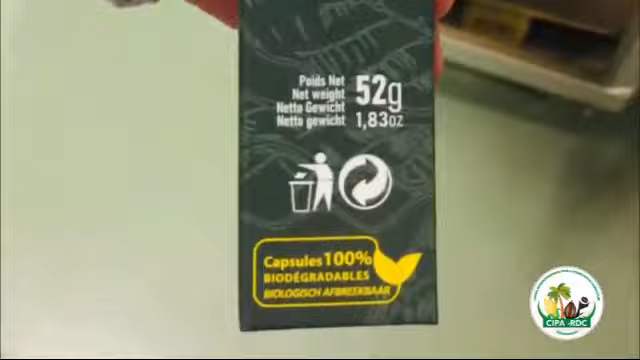 Poids Net
Net weight
Netto Gewicht
Netto gewicht
52g
1,83oz
Capsules 100%
BIODÉGRADABLES
BIOLOGISCH AFBREEKBAAR
CIPA -RDC